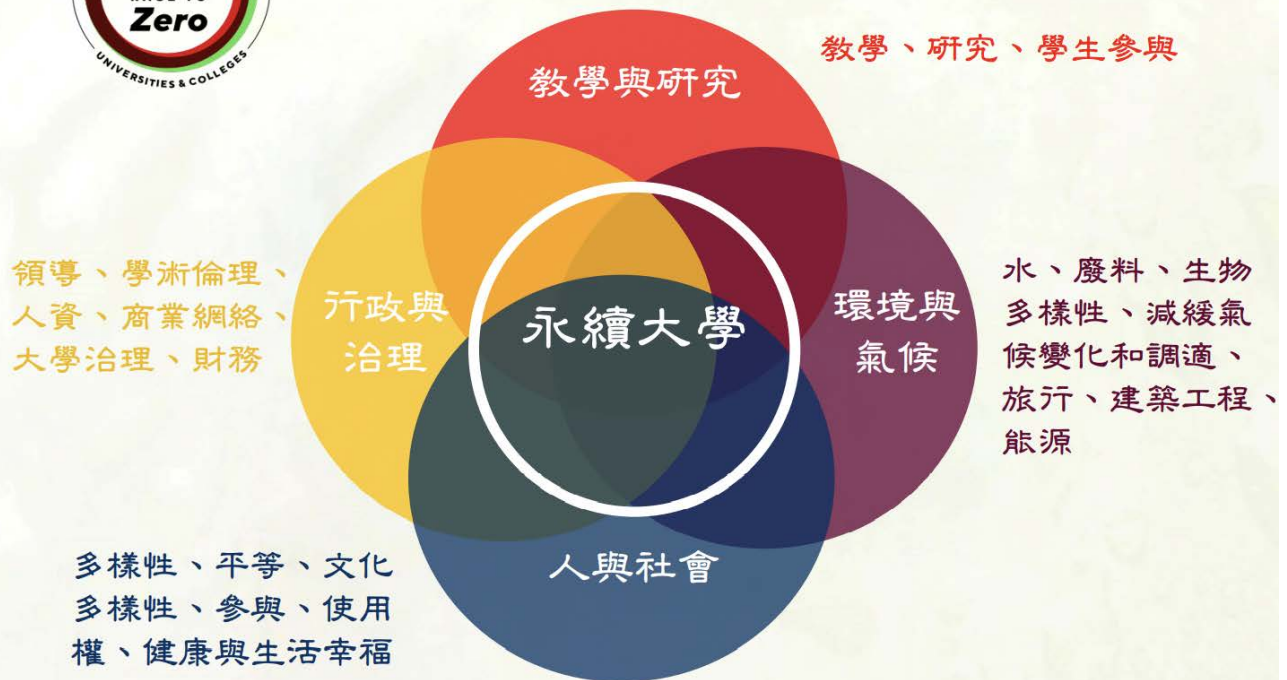 Zero
UNIVERSITIES & COLLEGES
教學、研究、學生參與
教學與研究
領導、學術倫理、
人資、商業網絡、
大學治理、財務
行政與
治理
永續大學
環境與
氣候
水、廢料、生物
多樣性、減緩氣
候變化和調適、
旅行、建築工程、
能源
人與社會
多樣性、平等、文化
多樣性、參與、使用
權、健康與生活幸福